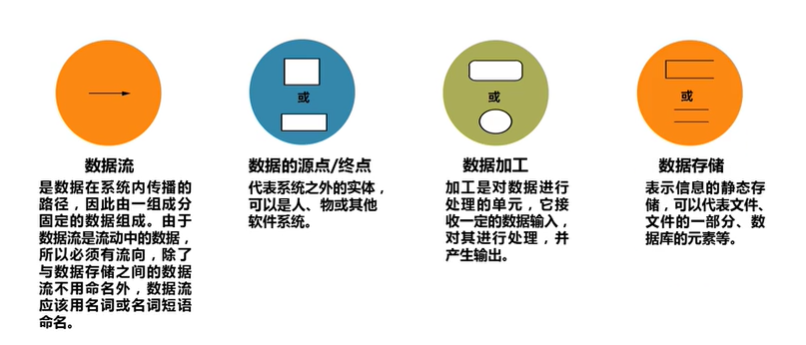 或
或
或
数据流
是数据在系统内传播的
路径，因此由一组成分
固定的数据组成。由于
数据流是流动中的数据，
所以必须有流向，除了
与数据存储之间的数据
流不用命名外，数据流
应该用名词或名词短语
命名。
数据的源点/终点
代表系统之外的实体，
可以是人、物或其他
软件系统。
数据加工
加工是对数据进行
处理的单元，它接
收一定的数据输入，
对其进行处理，并
产生输出。
数据存储
表示信息的静态存
储，可以代表文件、
文件的一部分、数
据库的元素等。